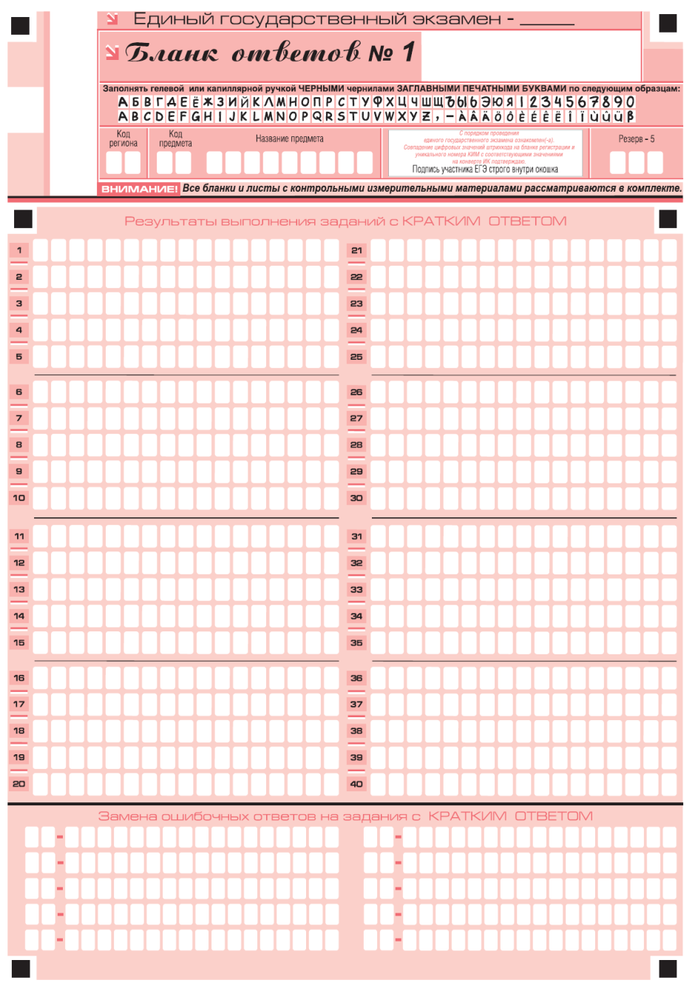 Единый государственный экзамен - ______
Бланк ответов № 1
Заполнять гелевой или капиллярной ручкой ЧЕРНЫМИ чернилами ЗАГЛАВНЫМИ ПЕЧАТНЫМИ БУКВАМИ по следующим образцам:
А Б В Г Д Е Ё Ж З И Й К Л М Н О П Р С Т У Ф Х Ц Ч Ш Щ Ъ Ы Ь Э Ю Я 1 2 3 4 5 6 7 8 9 0
A B C D E F G H I J K L M N O P Q R S T U V W X Y Z , - À Â Ä Ö Ô È É Ê Ë Î Ï Ù Û Ü ß
Код региона
Код предмета
Название предмета
С порядком проведения
единого государственного экзамена ознакомлен(-а).
Совпадение цифровых значений штрихкода на бланке регистрации и
уникального номера КИМ с соответствующими значениями
на конверте ИК подтверждаю.
Подпись участника ЕГЭ строго внутри окошка
Резерв - 5
ВНИМАНИЕ! Все бланки и листы с контрольными измерительными материалами рассматриваются в комплекте.
Результаты выполнения заданий с КРАТКИМ ОТВЕТОМ
1 21
2 22
3 23
4 24
5 25
6 26
7 27
8 28
9 29
10 30
11 31
12 32
13 33
14 34
15 35
16 36
17 37
18 38
19 39
20 40
Замена ошибочных ответов на задания с КРАТКИМ ОТВЕТОМ
- -
- -
- -
- -
- -